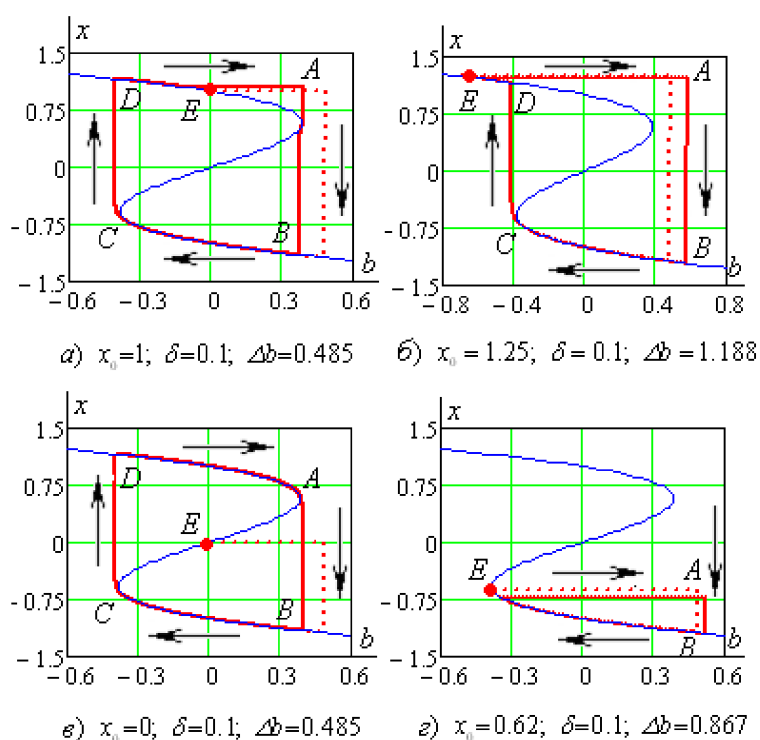 x x
1.5 A 1.5 A
E D
0.75 D E 0.75
0 0
-0.75 C B -0.75 C B
-1.5 b -1.5 b
-0.6 -0.3 0 0.3 0.6 -0.8 -0.4 0 0.4 0.8
а) x₀=1; δ=0.1; Δb=0.485 б) x₀=1.25; δ=0.1; Δb=1.188
x x
1.5 1.5
0.75 D A 0.75
0 E 0 E A
-0.75 C B -0.75 B
-1.5 b -1.5 b
-0.6 -0.3 0 0.3 0.6 -0.6 -0.3 0 0.3 0.6
в) x₀=0; δ=0.1; Δb=0.485 г) x₀=0.62; δ=0.1; Δb=0.867